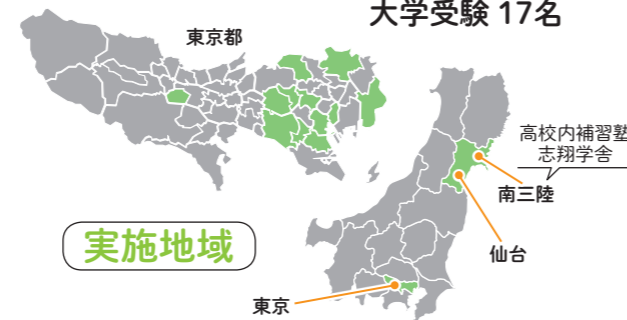 大学受験 17名
東京都
高校内補習塾
志翔学舎
南三陸
実施地域
仙台
東京